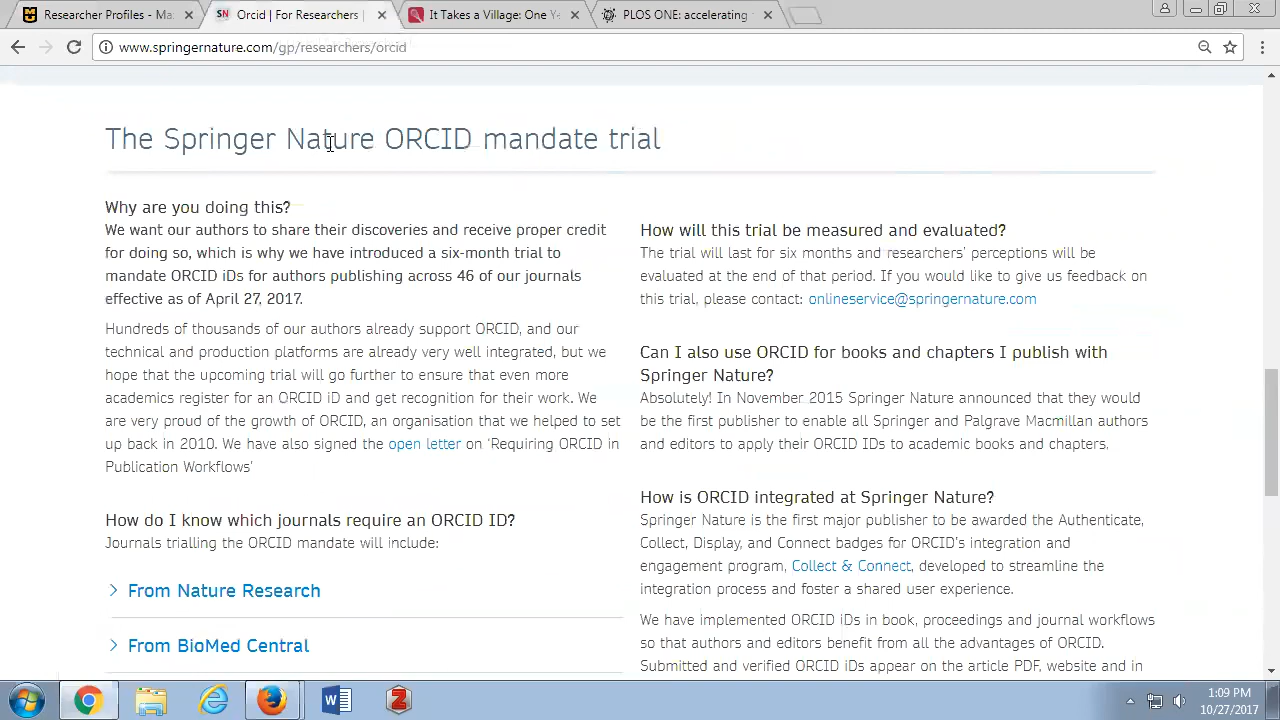 Researcher Profiles - Ma
Orcid | For Researchers |
It Takes a Village: One Y
PLOS ONE: accelerating
www.springernature.com/gp/researchers/orcid
The Springer Nature ORCID mandate trial
Why are you doing this?
We want our authors to share their discoveries and receive proper credit
for doing so, which is why we have introduced a six-month trial to
mandate ORCID iDs for authors publishing across 46 of our journals
effective as of April 27, 2017.
Hundreds of thousands of our authors already support ORCID, and our
technical and production platforms are already very well integrated, but we
hope that the upcoming trial will go further to ensure that even more
academics register for an ORCID iD and get recognition for their work. We
are very proud of the growth of ORCID, an organisation that we helped to set
up back in 2010. We have also signed the open letter on ‘Requiring ORCID in
Publication Workflows’
How do I know which journals require an ORCID ID?
Journals trialling the ORCID mandate will include:
From Nature Research
From BioMed Central
How will this trial be measured and evaluated?
The trial will last for six months and researchers’ perceptions will be
evaluated at the end of that period. If you would like to give us feedback on
this trial, please contact: onlineservice@springernature.com
Can I also use ORCID for books and chapters I publish with
Springer Nature?
Absolutely! In November 2015 Springer Nature announced that they would
be the first publisher to enable all Springer and Palgrave Macmillan authors
and editors to apply their ORCID IDs to academic books and chapters.
How is ORCID integrated at Springer Nature?
Springer Nature is the first major publisher to be awarded the Authenticate,
Collect, Display, and Connect badges for ORCID’s integration and
engagement program, Collect & Connect, developed to streamline the
integration process and foster a shared user experience.
We have implemented ORCID iDs in book, proceedings and journal workflows
so that authors and editors benefit from all the advantages of ORCID.
Submitted and verified ORCID iDs appear on the article PDF, website and in
1:09 PM
10/27/2017